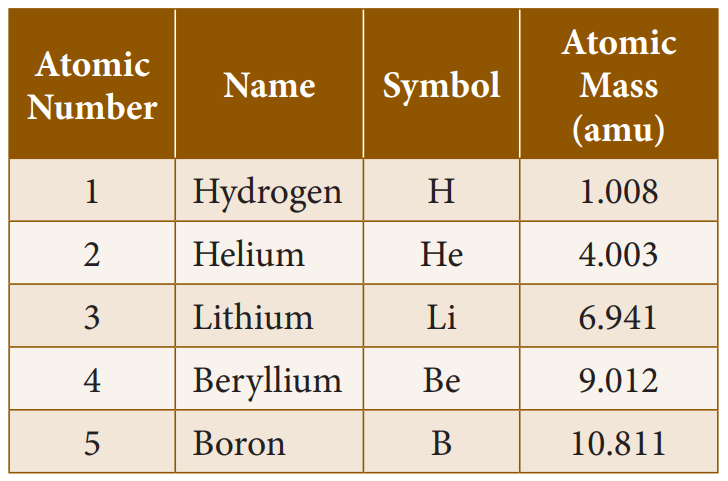 Atomic Number Name Symbol Atomic Mass (amu)
1 Hydrogen H 1.008
2 Helium He 4.003
3 Lithium Li 6.941
4 Beryllium Be 9.012
5 Boron B 10.811